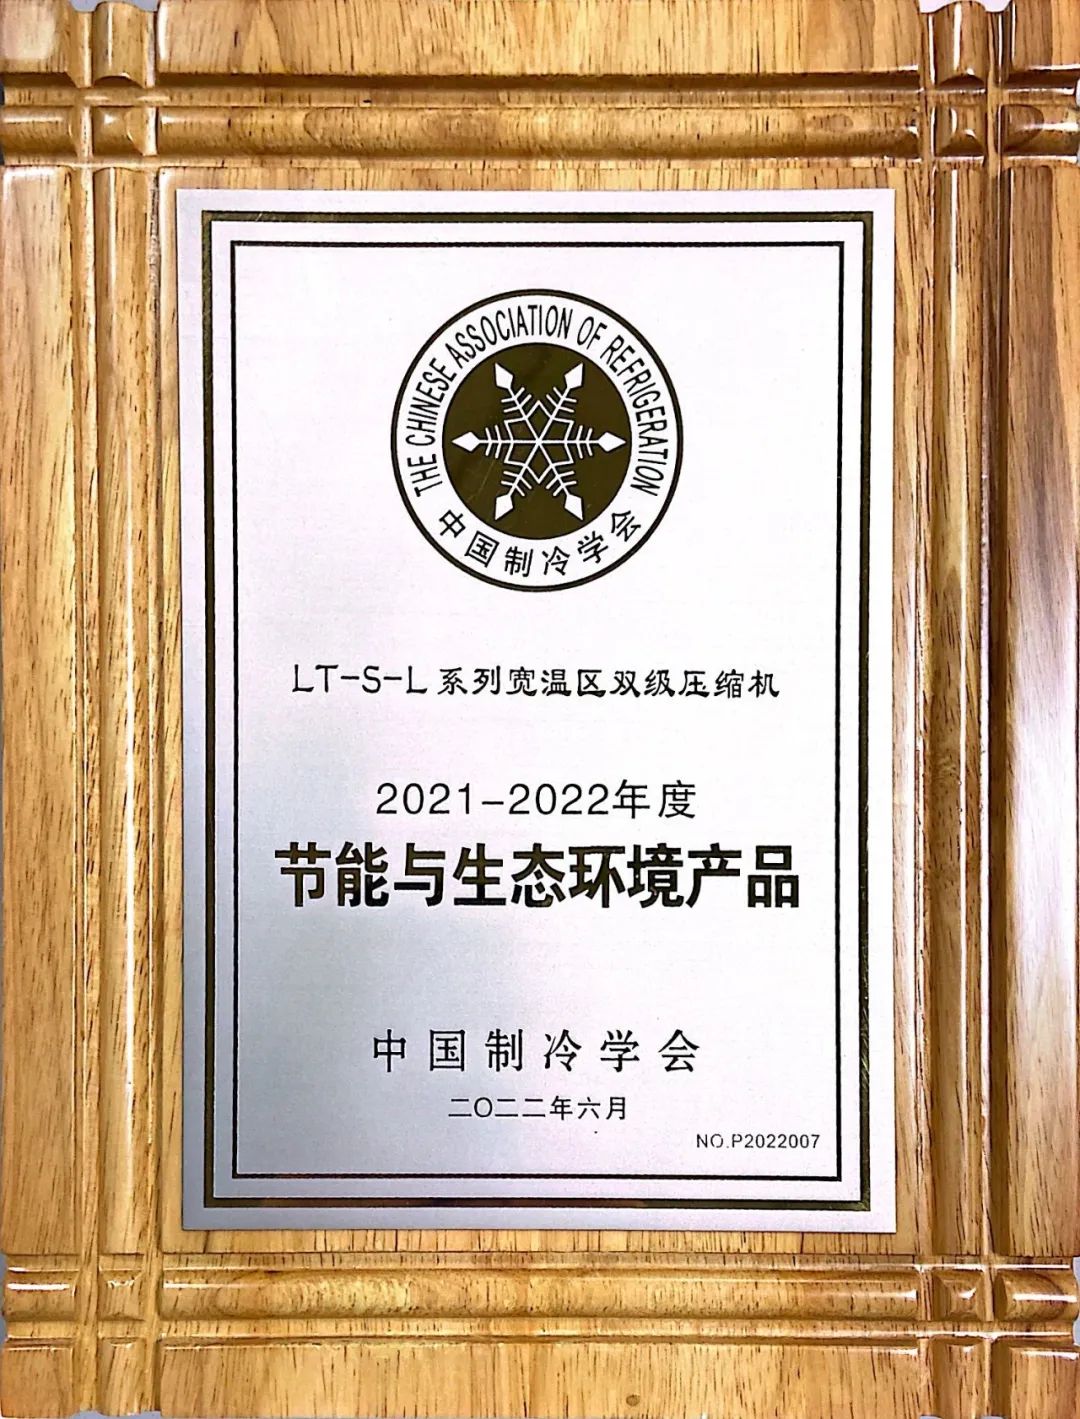 THE CHINESE ASSOCIATION OF REFRIGERATION
中国制冷学会
LT-S-L系列宽温区双级压缩机
2021-2022年度
节能与生态环境产品
中国制冷学会
二〇二二年六月
NO.P2022007